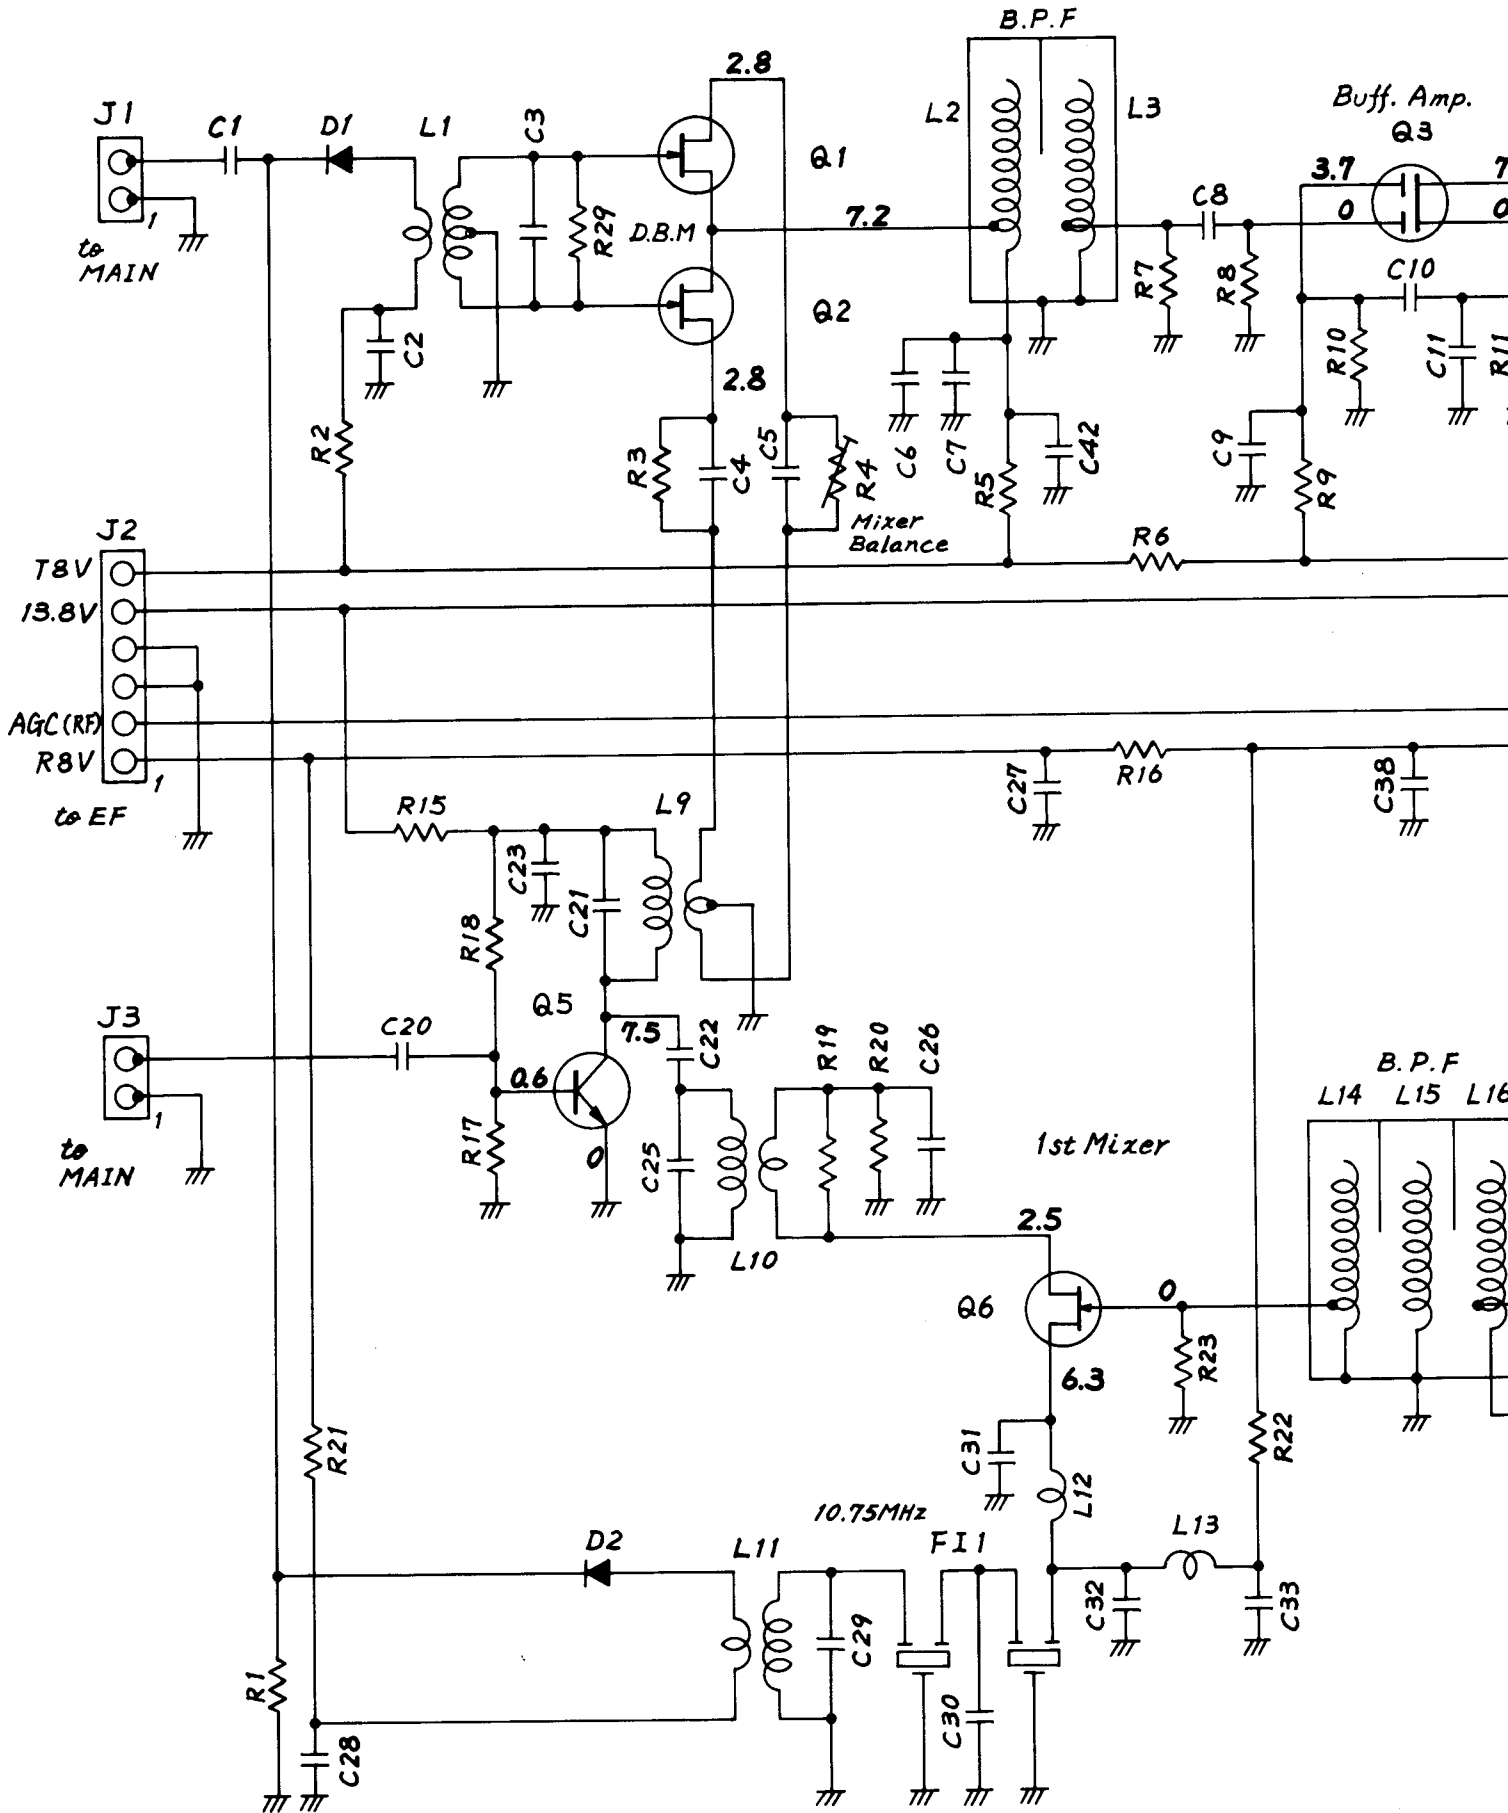 B.P.F
2.8
J1
C1
D1
L1
C3
L2
L3
Buff. Amp.
Q3
Q1
3.7
7
R29
D.B.M
7.2
C8
0
0
1
to
MAIN
R7
R8
C10
Q2
C2
2.8
R10
C11
R11
R2
R3
C4
C5
R4
C6
C7
R5
C42
C9
R9
Mixer
Balance
J2
R6
T8V
13.8V
AGC(RF)
R8V
1
to EF
C27
R16
C38
R15
L9
C23
C21
R18
J3
C20
Q5
7.5
C22
R19
R20
C26
B.P.F
L14
L15
L16
0.6
1
to
MAIN
R17
0
C25
1st Mixer
L10
2.5
Q6
0
R23
6.3
R21
C31
L12
R22
10.75MHz
D2
L11
FI1
L13
C29
C32
C33
R1
C30
C28